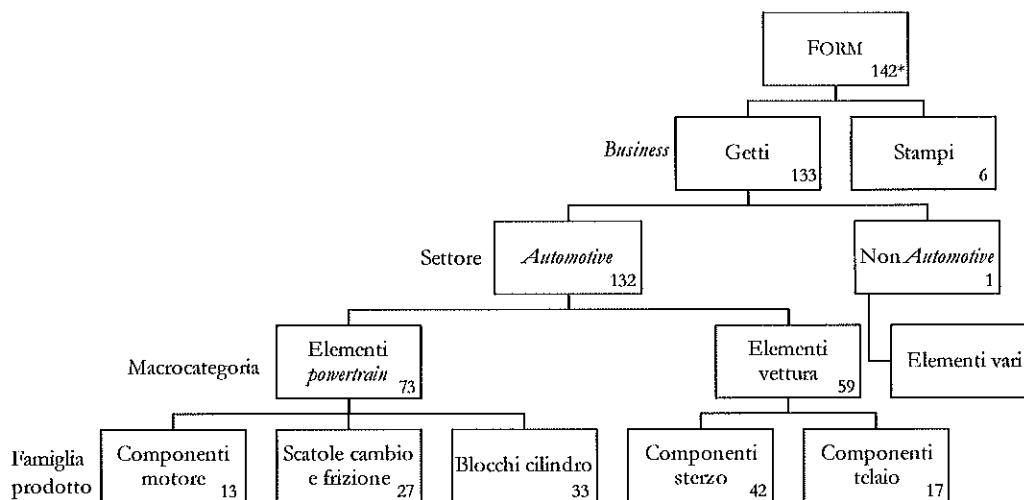 FORM
142*
Business
Getti
133
Stampi
6
Settore
Automotive
132
Non Automotive
1
Macrocategoria
Elementi
powertrain
73
Elementi
vettura
59
Elementi vari
Famiglia
prodotto
Componenti
motore
13
Scatole cambio
e frizione
27
Blocchi cilindro
33
Componenti
sterzo
42
Componenti
telaio
17